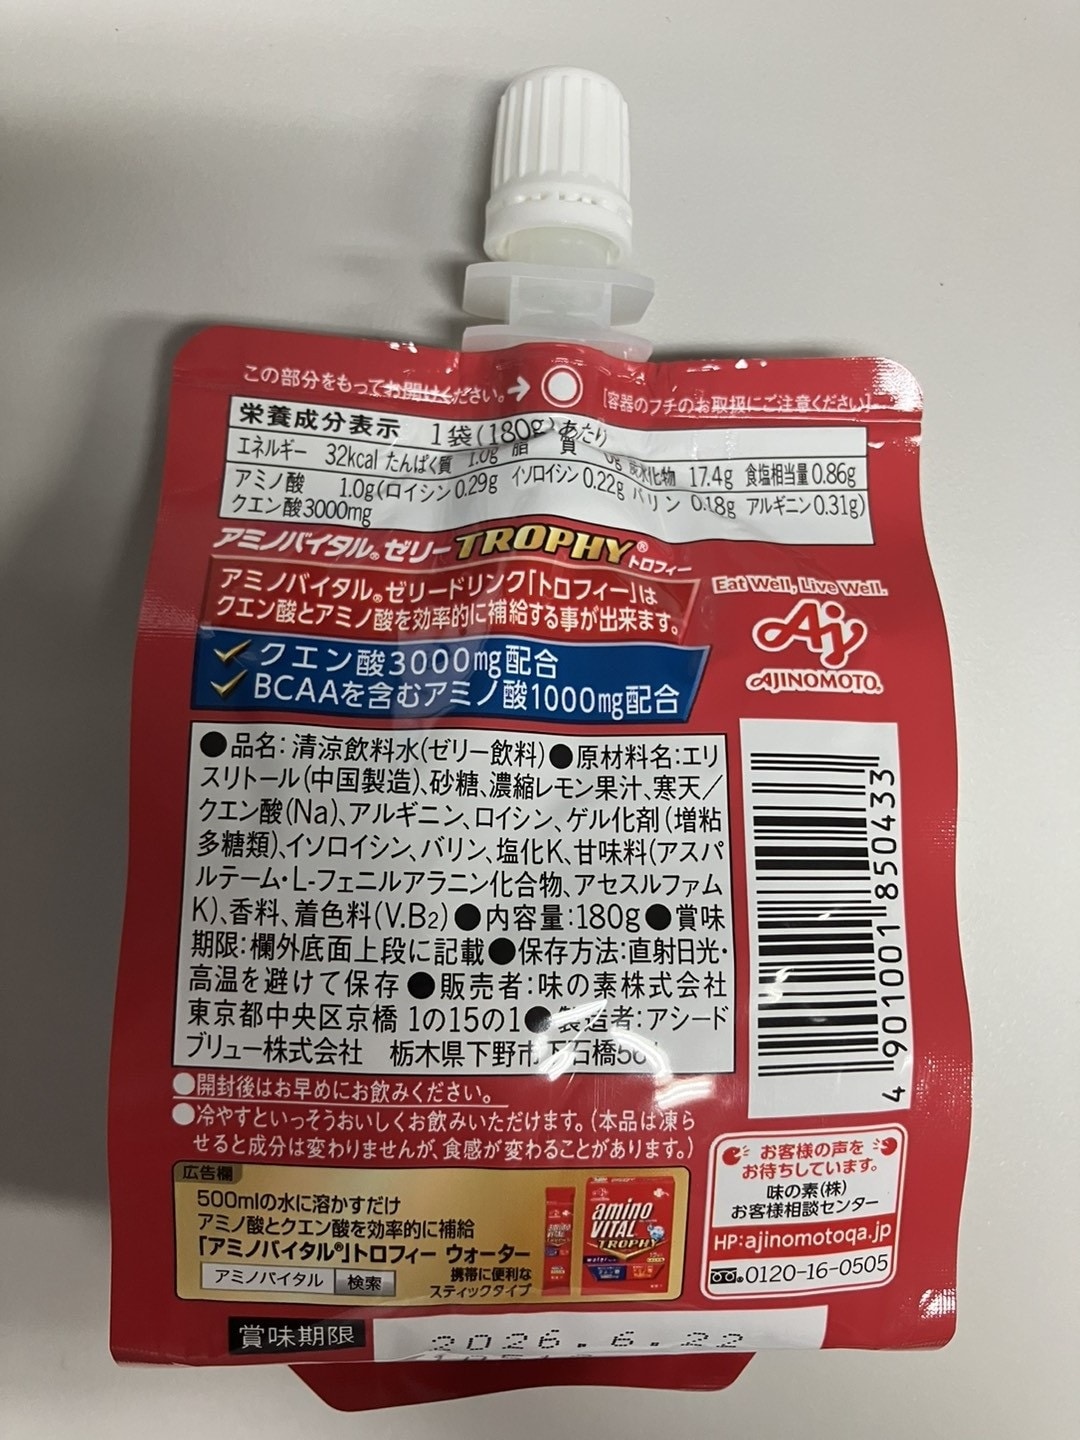 この部分をもってお開けください。→
[容器のフチのお取扱にご注意ください]
栄養成分表示 1袋(180g)あたり
エネルギー 32kcal たんぱく質 1.0g 脂質 0g 炭水化物 17.4g 食塩相当量0.86g
アミノ酸 1.0g(ロイシン0.29g イソロイシン0.22g バリン 0.18g アルギニン0.31g)
クエン酸3000mg
アミノバイタル®ゼリーTROPHY®
トロフィー
アミノバイタル®ゼリードリンク「トロフィー」は
クエン酸とアミノ酸を効率的に補給する事が出来ます。
クエン酸3000mg配合
BCAAを含むアミノ酸1000mg配合
Eat Well, Live Well.
Aj
AJINOMOTO®
●品名:清涼飲料水(ゼリー飲料)●原材料名:エリ
スリトール(中国製造)、砂糖、濃縮レモン果汁、寒天/
クエン酸(Na)、アルギニン、ロイシン、ゲル化剤(増粘
多糖類)、イソロイシン、バリン、塩化K、甘味料(アスパ
ルテーム・L-フェニルアラニン化合物、アセスルファム
K)、香料、着色料(V.B2)●内容量:180g●賞味
期限:欄外底面上段に記載●保存方法:直射日光・
高温を避けて保存●販売者:味の素株式会社
東京都中央区京橋 1の15の1●製造者:アシード
ブリュー株式会社 栃木県下野市下石橋
4 901001 850433
●開封後はお早めにお飲みください。
●冷やすといっそうおいしくお飲みいただけます。(本品は凍ら
せると成分は変わりませんが、食感が変わることがあります。)
広告欄
500mlの水に溶かすだけ
アミノ酸とクエン酸を効率的に補給
「アミノバイタル®」トロフィー ウォーター
アミノバイタル 検索
携帯に便利な
スティックタイプ
amino
VITAL
TROPHY
お客様の声を
お待ちしています。
味の素(株)
お客様相談センター
HP:ajinomotoqa.jp
0120-16-0505
賞味期限 2026.6.22